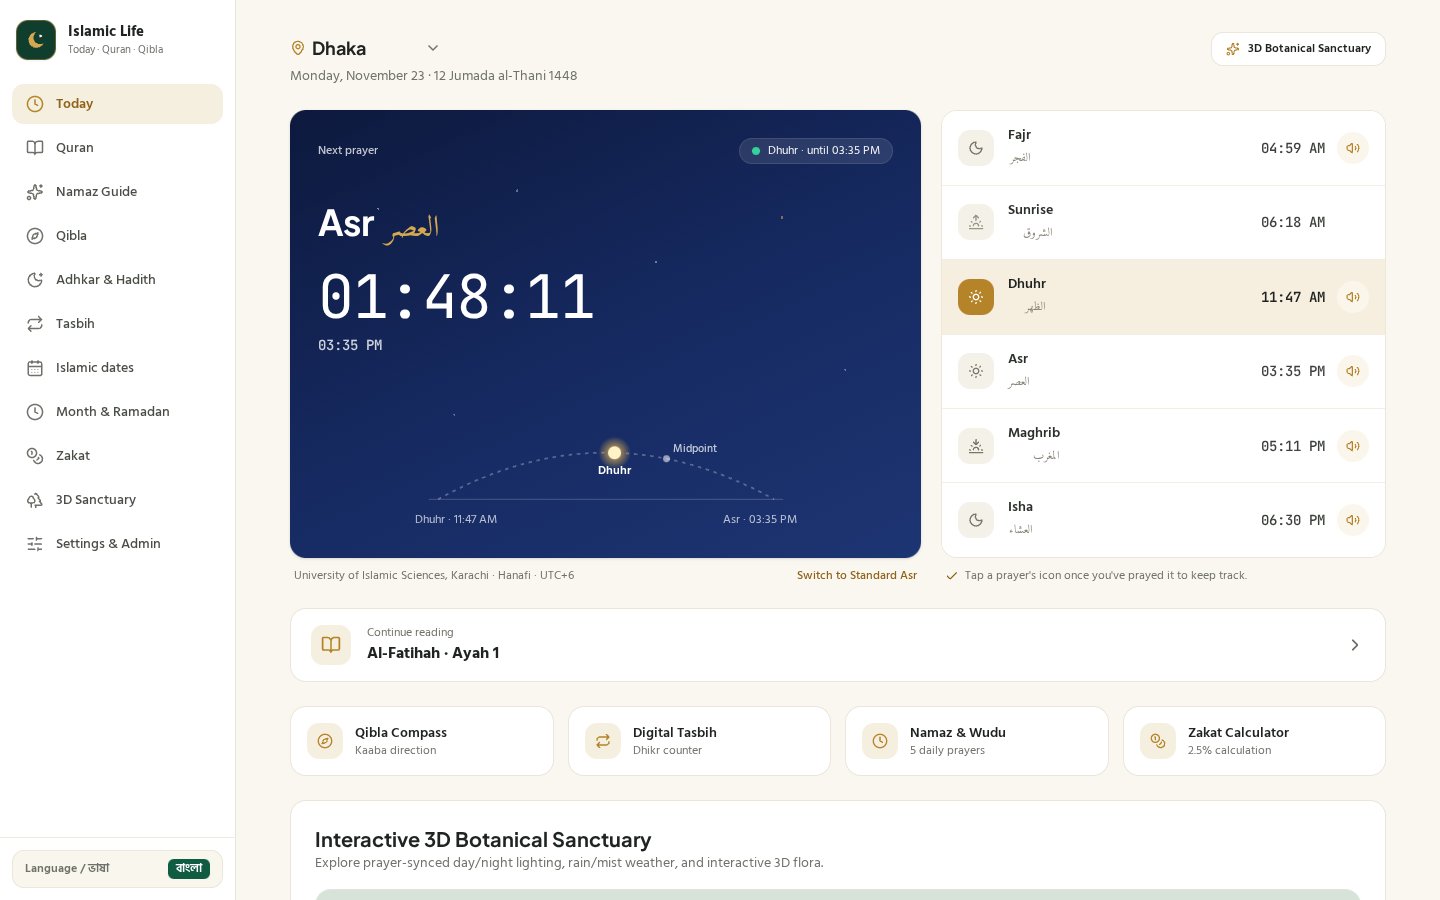 Islamic Life
Today · Quran · Qibla
Today
Quran
Namaz Guide
Qibla
Adhkar & Hadith
Tasbih
Islamic dates
Month & Ramadan
Zakat
3D Sanctuary
Settings & Admin
Language / ভাষা
বাংলা
Dhaka
Monday, November 23 · 12 Jumada al-Thani 1448
3D Botanical Sanctuary
Next prayer
Dhuhr · until 03:35 PM
Asr العصر
01:48:11
03:35 PM
Midpoint
Dhuhr
Dhuhr · 11:47 AM
Asr · 03:35 PM
University of Islamic Sciences, Karachi · Hanafi · UTC+6
Switch to Standard Asr
Fajr
الفجر
04:59 AM
Sunrise
الشروق
06:18 AM
Dhuhr
الظهر
11:47 AM
Asr
العصر
03:35 PM
Maghrib
المغرب
05:11 PM
Isha
العشاء
06:30 PM
Tap a prayer's icon once you've prayed it to keep track.
Continue reading
Al-Fatihah · Ayah 1
Qibla Compass
Kaaba direction
Digital Tasbih
Dhikr counter
Namaz & Wudu
5 daily prayers
Zakat Calculator
2.5% calculation
Interactive 3D Botanical Sanctuary
Explore prayer-synced day/night lighting, rain/mist weather, and interactive 3D flora.